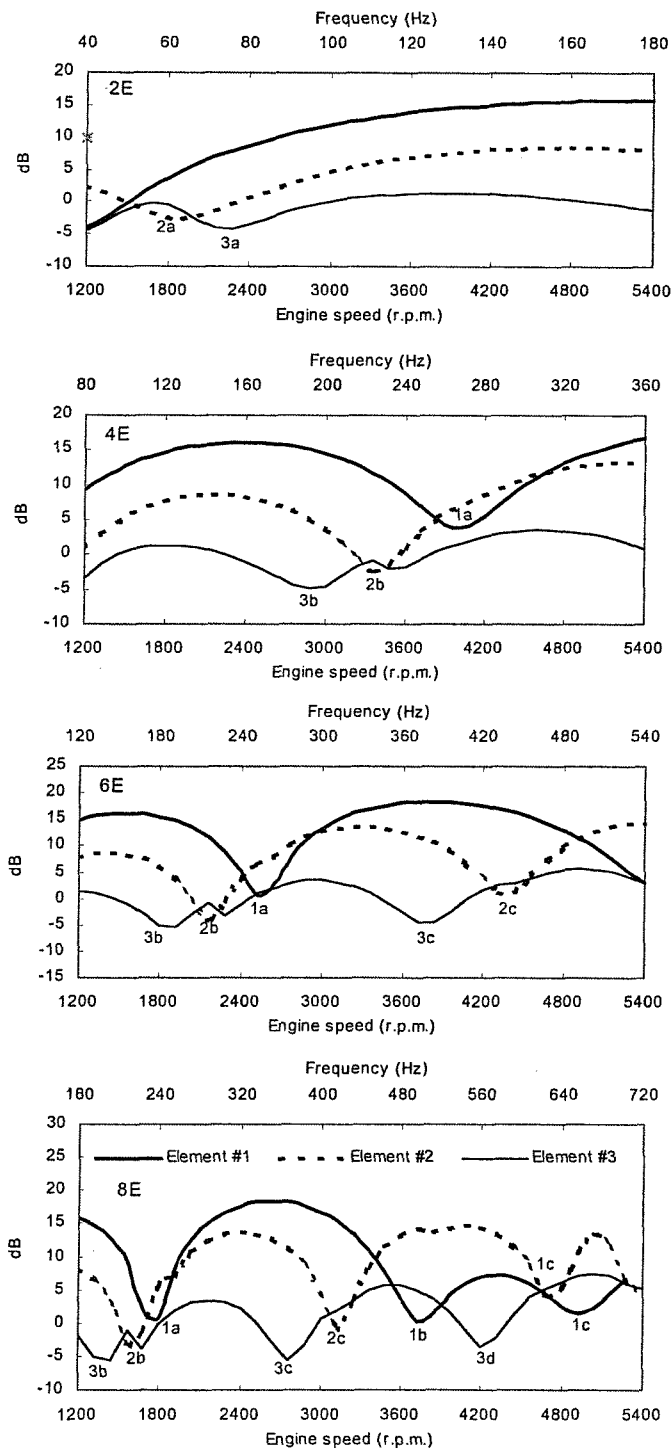 Frequency (Hz)
40 60 80 100 120 140 160 180
20
15
10
5
0
-5
-10
dB
2E
2a
3a
1200 1800 2400 3000 3600 4200 4800 5400
Engine speed (r.p.m.)
Frequency (Hz)
80 120 160 200 240 280 320 360
20
15
10
5
0
-5
-10
dB
4E
1a
2b
3b
1200 1800 2400 3000 3600 4200 4800 5400
Engine speed (r.p.m.)
Frequency (Hz)
120 180 240 300 360 420 480 540
25
20
15
10
5
0
-5
-10
-15
dB
6E
3b
2b
1a
3c
2c
1200 1800 2400 3000 3600 4200 4800 5400
Engine speed (r.p.m.)
Frequency (Hz)
160 240 320 400 480 560 640 720
30
25
20
15
10
5
0
-5
-10
dB
Element #1 Element #2 Element #3
8E
3b
2b
1a
3c
2c
1b
3d
1c
1c
1200 1800 2400 3000 3600 4200 4800 5400
Engine speed (r.p.m.)